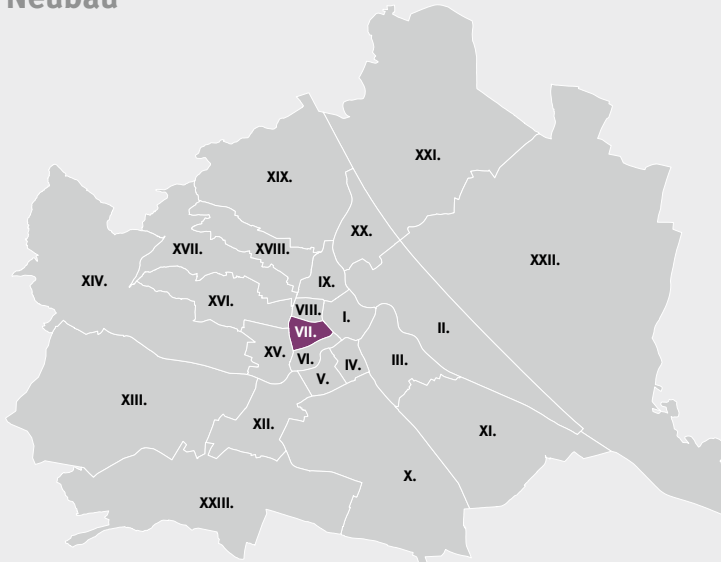 Neubau
XXI.
XIX.
XX.
XVII.
XVIII.
XXII.
XIV.
IX.
XVI.
VIII.
I.
II.
VII.
XV.
VI.
IV.
III.
V.
XIII.
XII.
XI.
X.
XXIII.